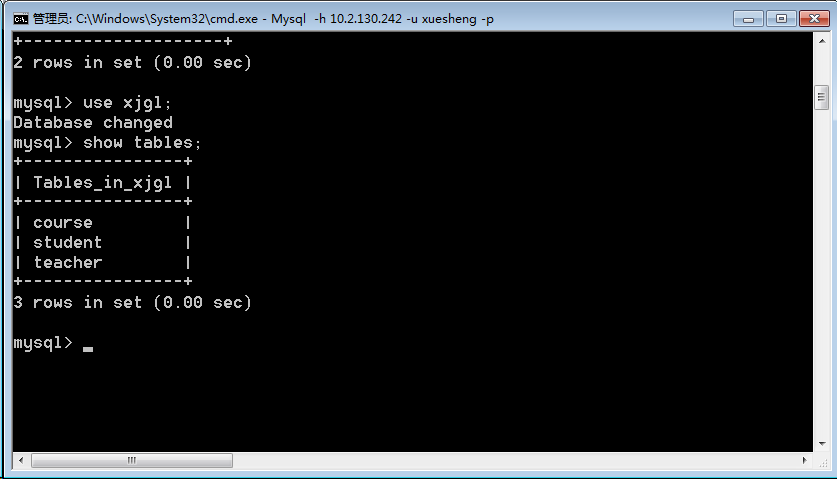 管理员: C:\Windows\System32\cmd.exe - Mysql  -h 10.2.130.242 -u xuesheng -p
+--------------------+
2 rows in set (0.00 sec)
mysql> use xjgl;
Database changed
mysql> show tables;
+----------------+
| Tables_in_xjgl |
+----------------+
| course         |
| student        |
| teacher        |
+----------------+
3 rows in set (0.00 sec)
mysql> _